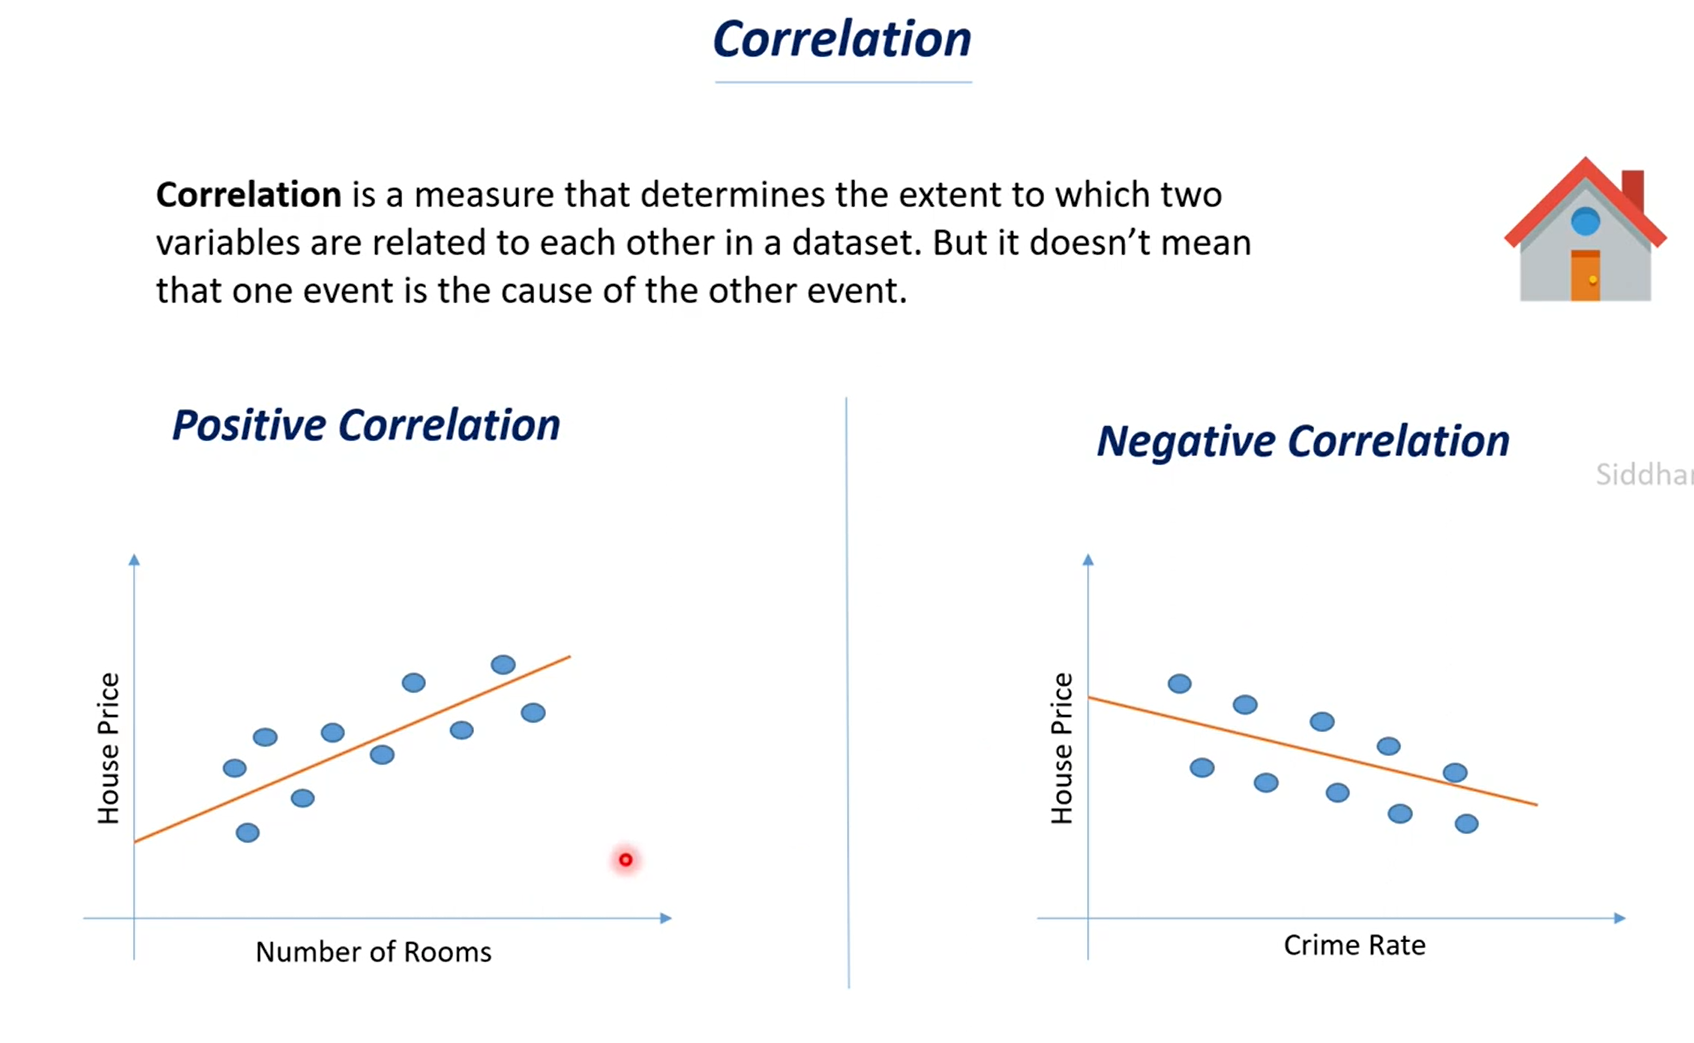 Correlation
Correlation is a measure that determines the extent to which two
variables are related to each other in a dataset. But it doesn’t mean
that one event is the cause of the other event.
Positive Correlation
House Price
Number of Rooms
Negative Correlation
House Price
Crime Rate